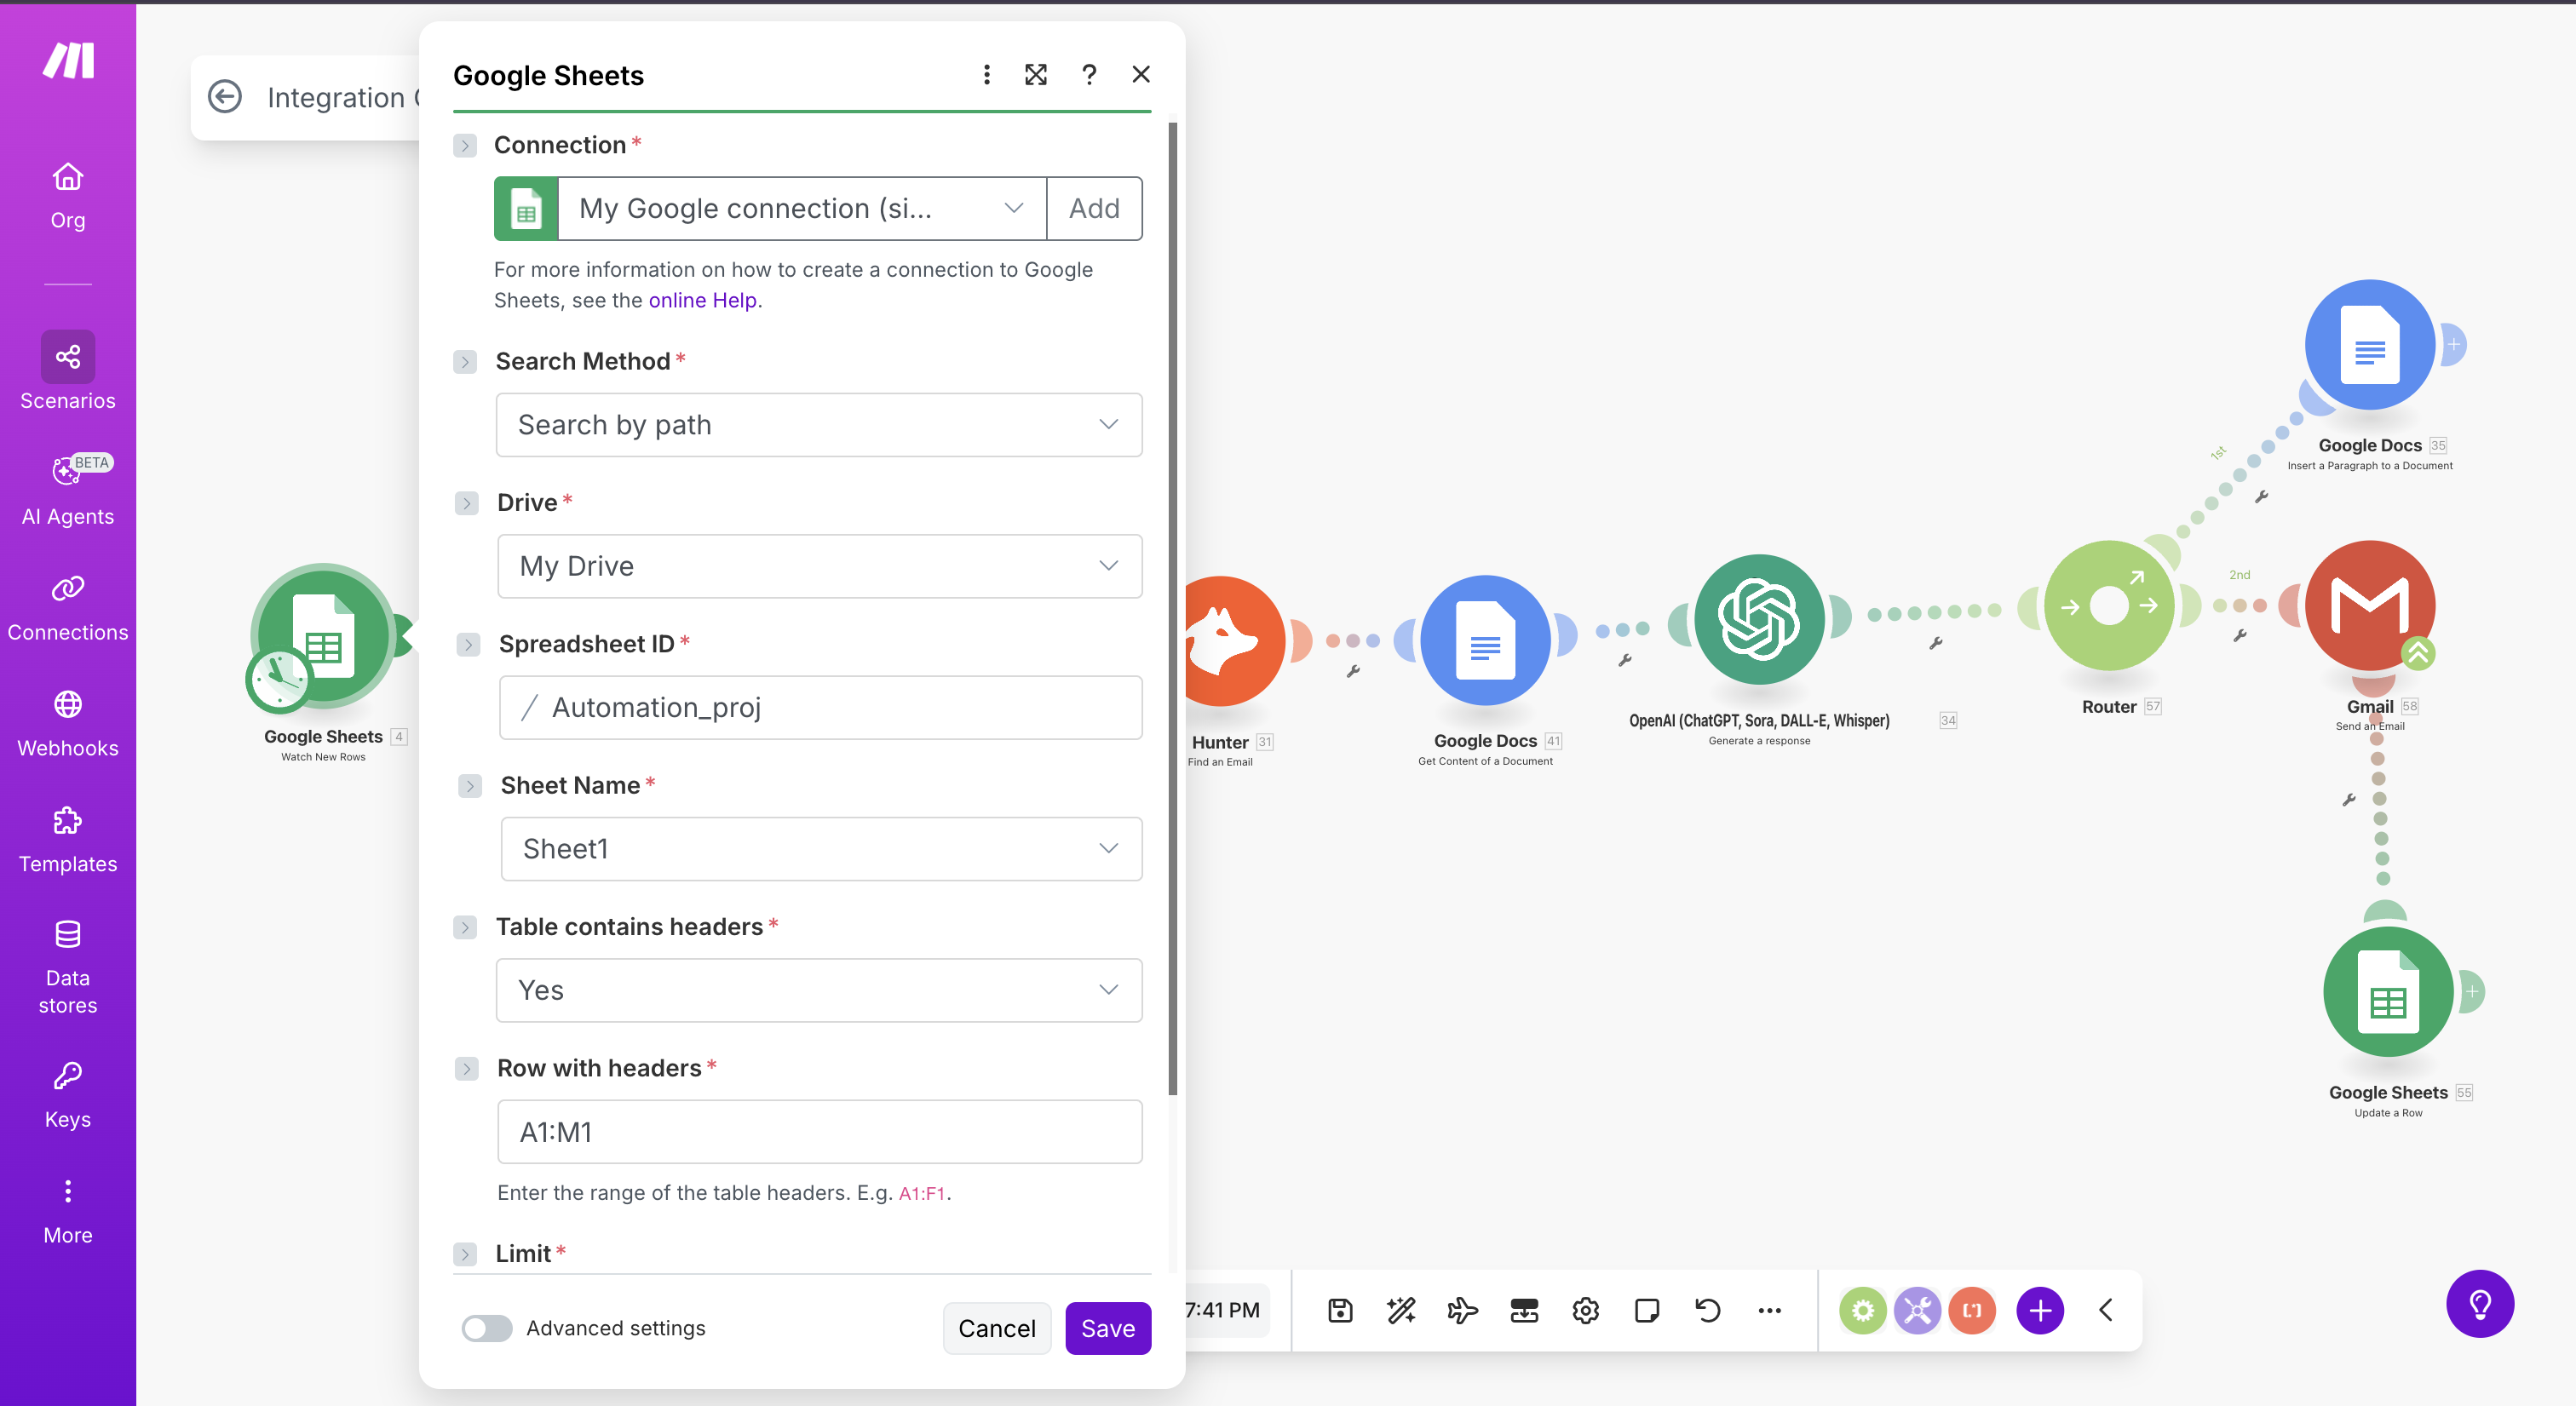 Org
Scenarios
BETA
AI Agents
Connections
Webhooks
Templates
Data
stores
Keys
More
Integration
Google Sheets
?
Connection *
My Google connection (si...
Add
For more information on how to create a connection to Google
Sheets, see the online Help.
Search Method *
Search by path
Drive *
My Drive
Spreadsheet ID *
/ Automation_proj
Sheet Name *
Sheet1
Table contains headers *
Yes
Row with headers *
A1:M1
Enter the range of the table headers. E.g. A1:F1.
Limit *
Advanced settings
Cancel
Save
Google Sheets 4
Watch New Rows
Hunter 31
Find an Email
Google Docs 41
Get Content of a Document
OpenAI (ChatGPT, Sora, DALL-E, Whisper) 34
Generate a response
Router 57
1st
2nd
Google Docs 35
Insert a Paragraph to a Document
Gmail 58
Send an Email
Google Sheets 55
Update a Row
7:41 PM